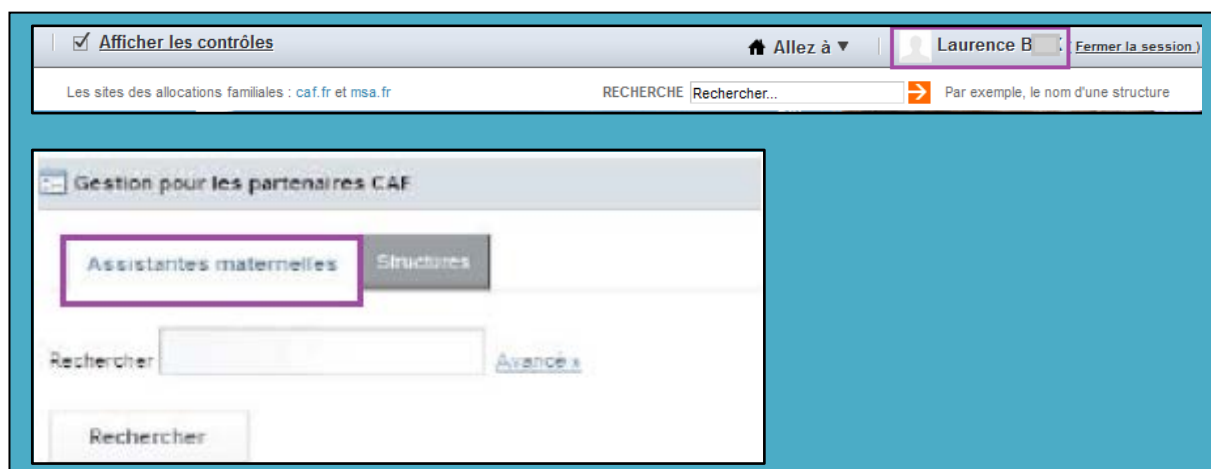 Afficher les contrôles Allez à ▼ Laurence B (Fermer la session)
Les sites des allocations familiales : caf.fr et msa.fr RECHERCHE Rechercher... Par exemple, le nom d'une structure
Gestion pour les partenaires CAF
Assistantes maternelles Structures
Rechercher Avancé »
Rechercher